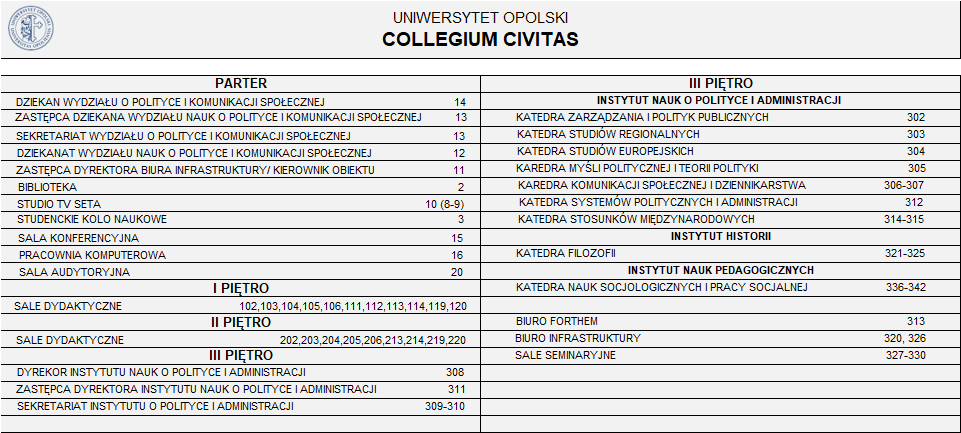 UNIWERSYTET OPOLSKI
COLLEGIUM CIVITAS
PARTER
DZIEKAN WYDZIAŁU O POLITYCE I KOMUNIKACJI SPOŁECZNEJ 14
ZASTĘPCA DZIEKANA WYDZIAŁU NAUK O POLITYCE I KOMUNIKACJI SPOŁECZNEJ 13
SEKRETARIAT WYDZIAŁU O POLITYCE I KOMUNIKACJI SPOŁECZNEJ 13
DZIEKANAT WYDZIAŁU NAUK O POLITYCE I KOMUNIKACJI SPOŁECZNEJ 12
ZASTĘPCA DYREKTORA BIURA INFRASTRUKTURY/ KIEROWNIK OBIEKTU 11
BIBLIOTEKA 2
STUDIO TV SETA 10 (8-9)
STUDENCKIE KOLO NAUKOWE 3
SALA KONFERENCYJNA 15
PRACOWNIA KOMPUTEROWA 16
SALA AUDYTORYJNA 20
I PIĘTRO
SALE DYDAKTYCZNE 102,103,104,105,106,111,112,113,114,119,120
II PIĘTRO
SALE DYDAKTYCZNE 202,203,204,205,206,213,214,219,220
III PIĘTRO
DYREKOR INSTYTUTU NAUK O POLITYCE I ADMINISTRACJI 308
ZASTĘPCA DYREKTORA INSTYTUTU NAUK O POLITYCE I ADMINISTRACJI 311
SEKRETARIAT INSTYTUTU O POLITYCE I ADMINISTRACJI 309-310
III PIĘTRO
INSTYTUT NAUK O POLITYCE I ADMINISTRACJI
KATEDRA ZARZĄDZANIA I POLITYK PUBLICZNYCH 302
KATEDRA STUDIÓW REGIONALNYCH 303
KATEDRA STUDIÓW EUROPEJSKICH 304
KAREDRA MYŚLI POLITYCZNEJ I TEORII POLITYKI 305
KAREDRA KOMUNIKACJI SPOŁECZNEJ I DZIENNIKARSTWA 306-307
KATEDRA SYSTEMÓW POLITYCZNYCH I ADMINISTRACJI 312
KATEDRA STOSUNKÓW MIĘDZYNARODOWYCH 314-315
INSTYTUT HISTORII
KATEDRA FILOZOFII 321-325
INSTYTUT NAUK PEDAGOGICZNYCH
KATEDRA NAUK SOCJOLOGICZNYCH I PRACY SOCJALNEJ 336-342
BIURO FORTHEM 313
BIURO INFRASTRUKTURY 320, 326
SALE SEMINARYJNE 327-330